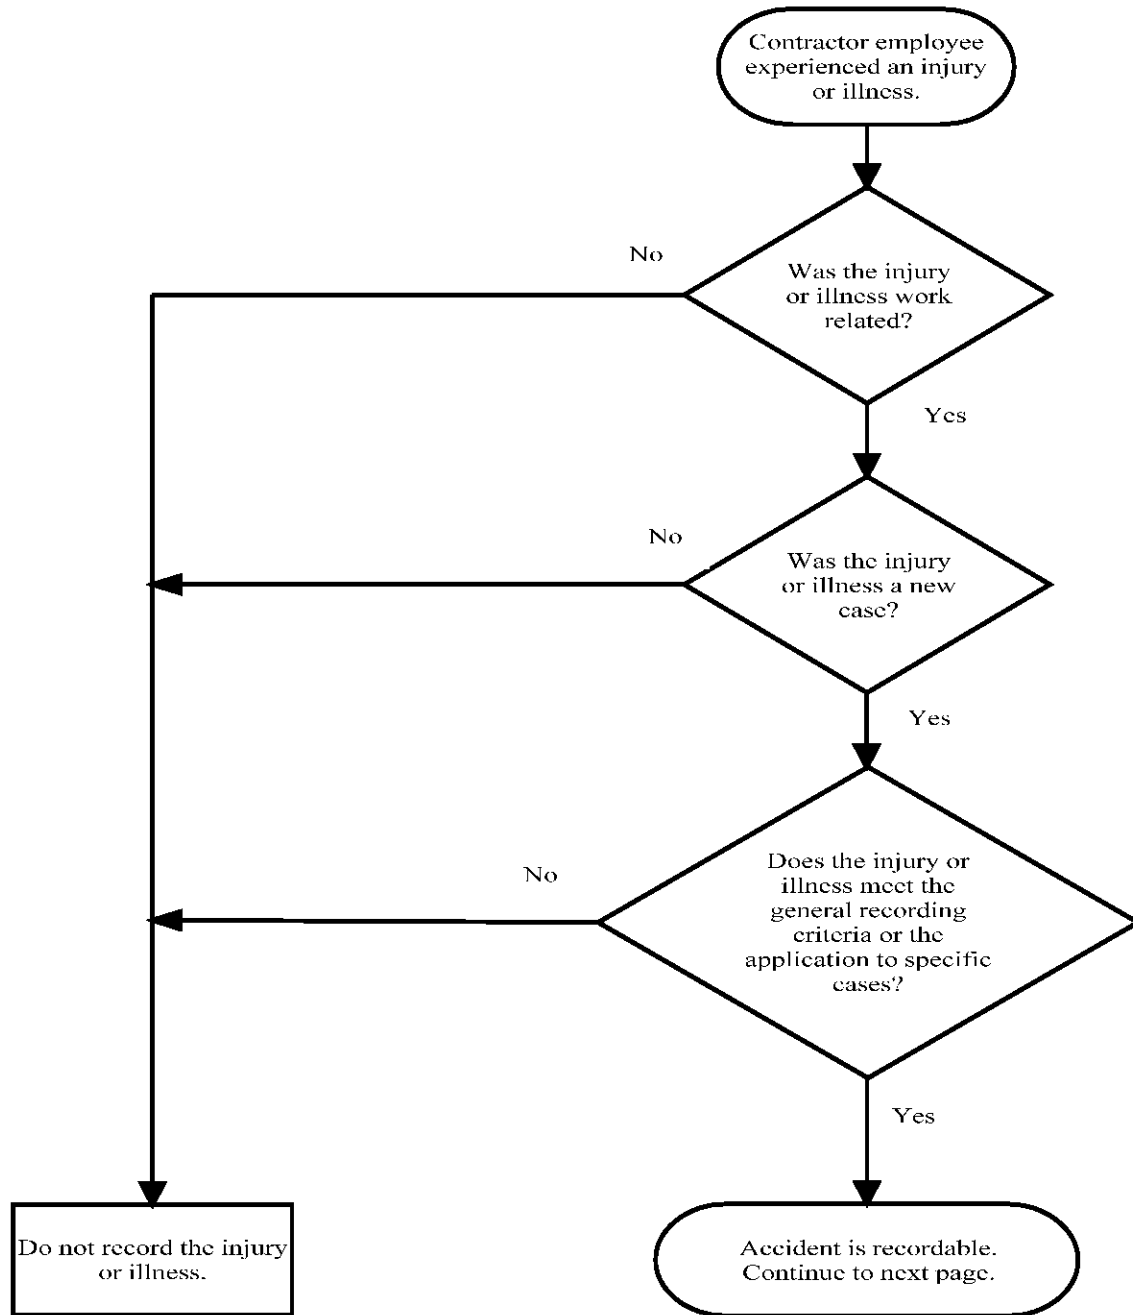 Contractor employee
experienced an injury
or illness.
No
Was the injury
or illness work
related?
Yes
No
Was the injury
or illness a new
case?
Yes
No
Does the injury or
illness meet the
general recording
criteria or the
application to specific
cases?
Yes
Do not record the injury
or illness.
Accident is recordable.
Continue to next page.